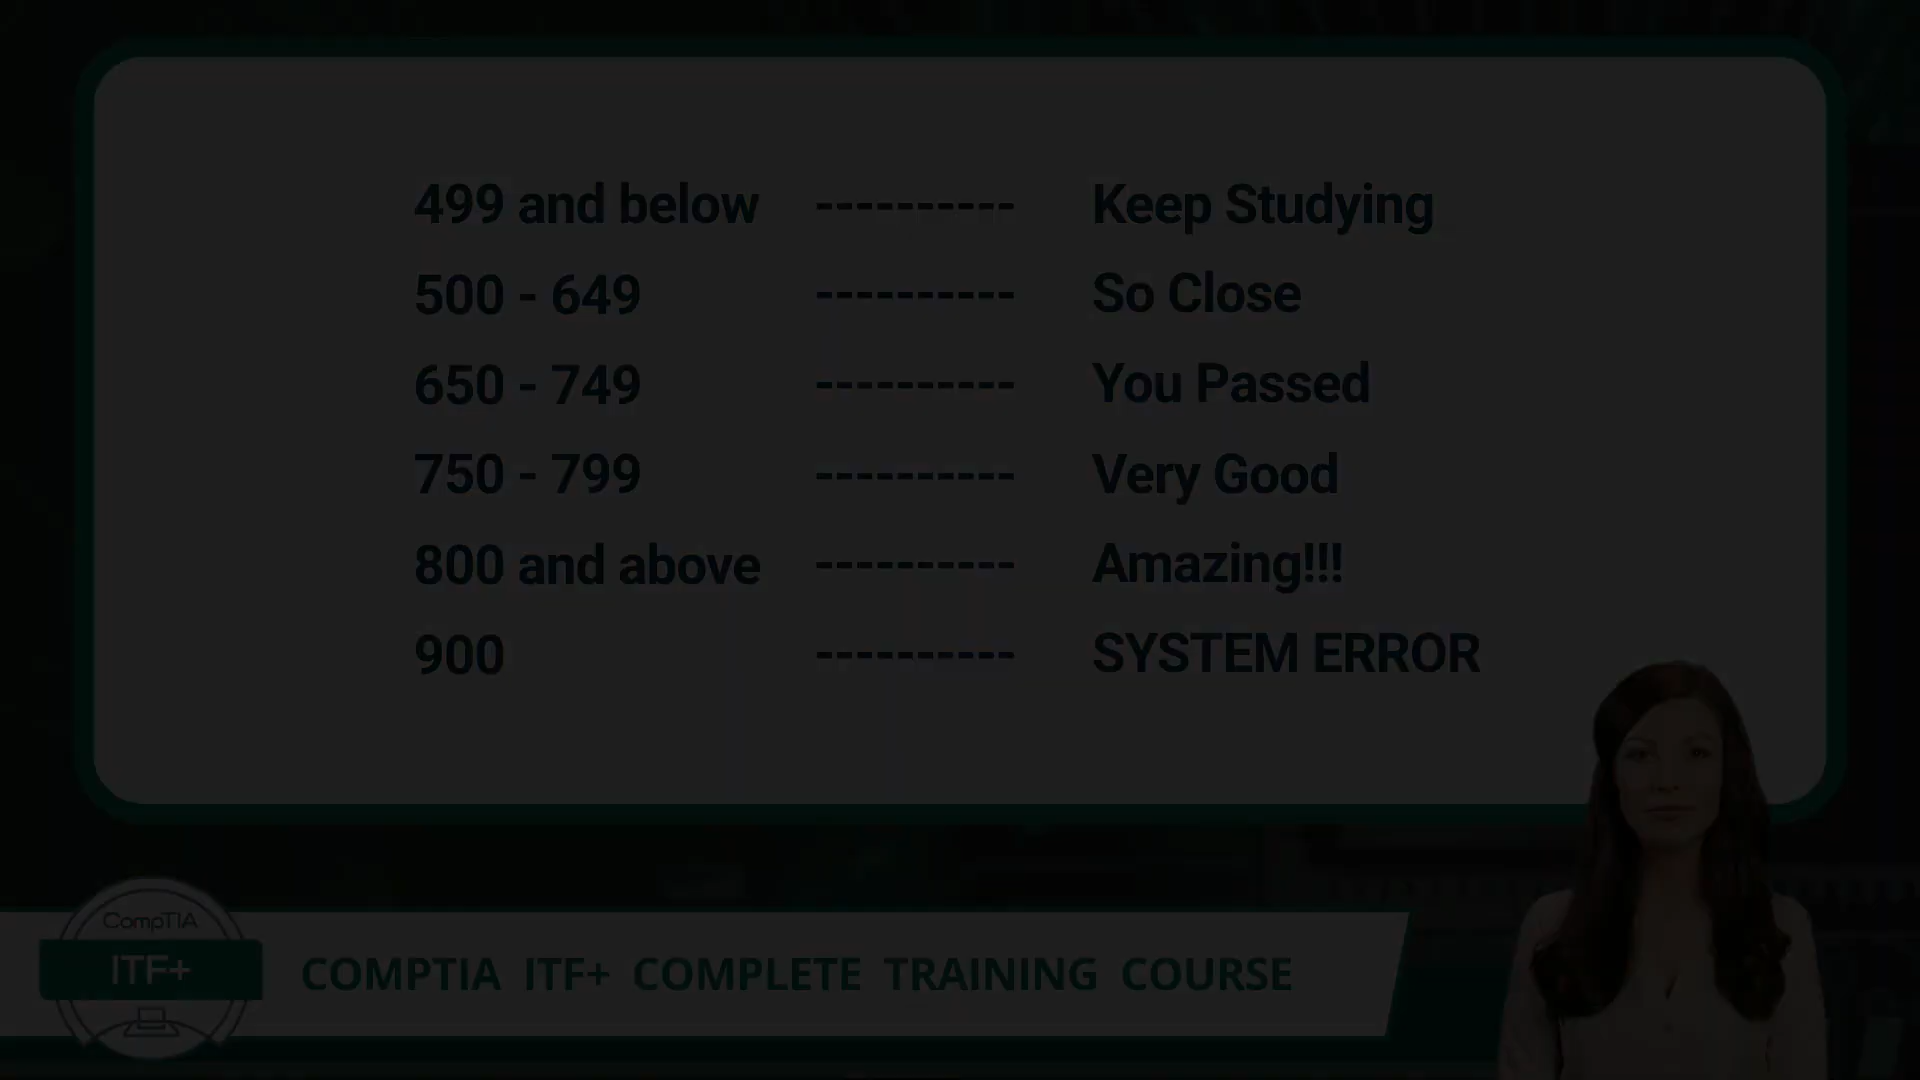 499 and below ---------- Keep Studying
500 - 649 ---------- So Close
650 - 749 ---------- You Passed
750 - 799 ---------- Very Good
800 and above ---------- Amazing!!!
900 ---------- SYSTEM ERROR
CompTIA
ITF+
COMPTIA ITF+ COMPLETE TRAINING COURSE